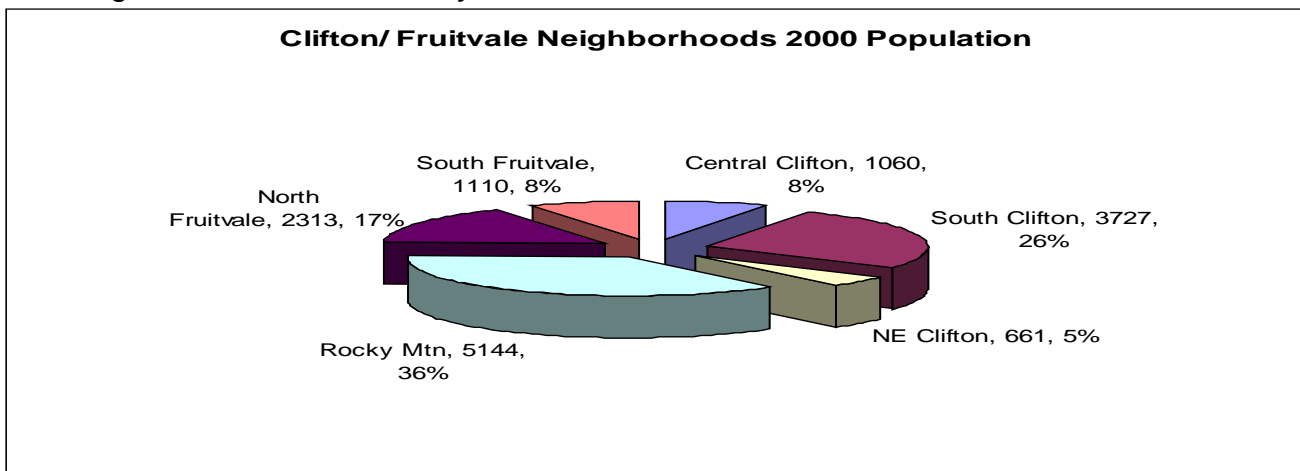 Clifton/ Fruitvale Neighborhoods 2000 Population
South Fruitvale,
1110, 8%
Central Clifton, 1060,
8%
North
Fruitvale, 2313, 17%
South Clifton, 3727,
26%
NE Clifton, 661, 5%
Rocky Mtn, 5144,
36%